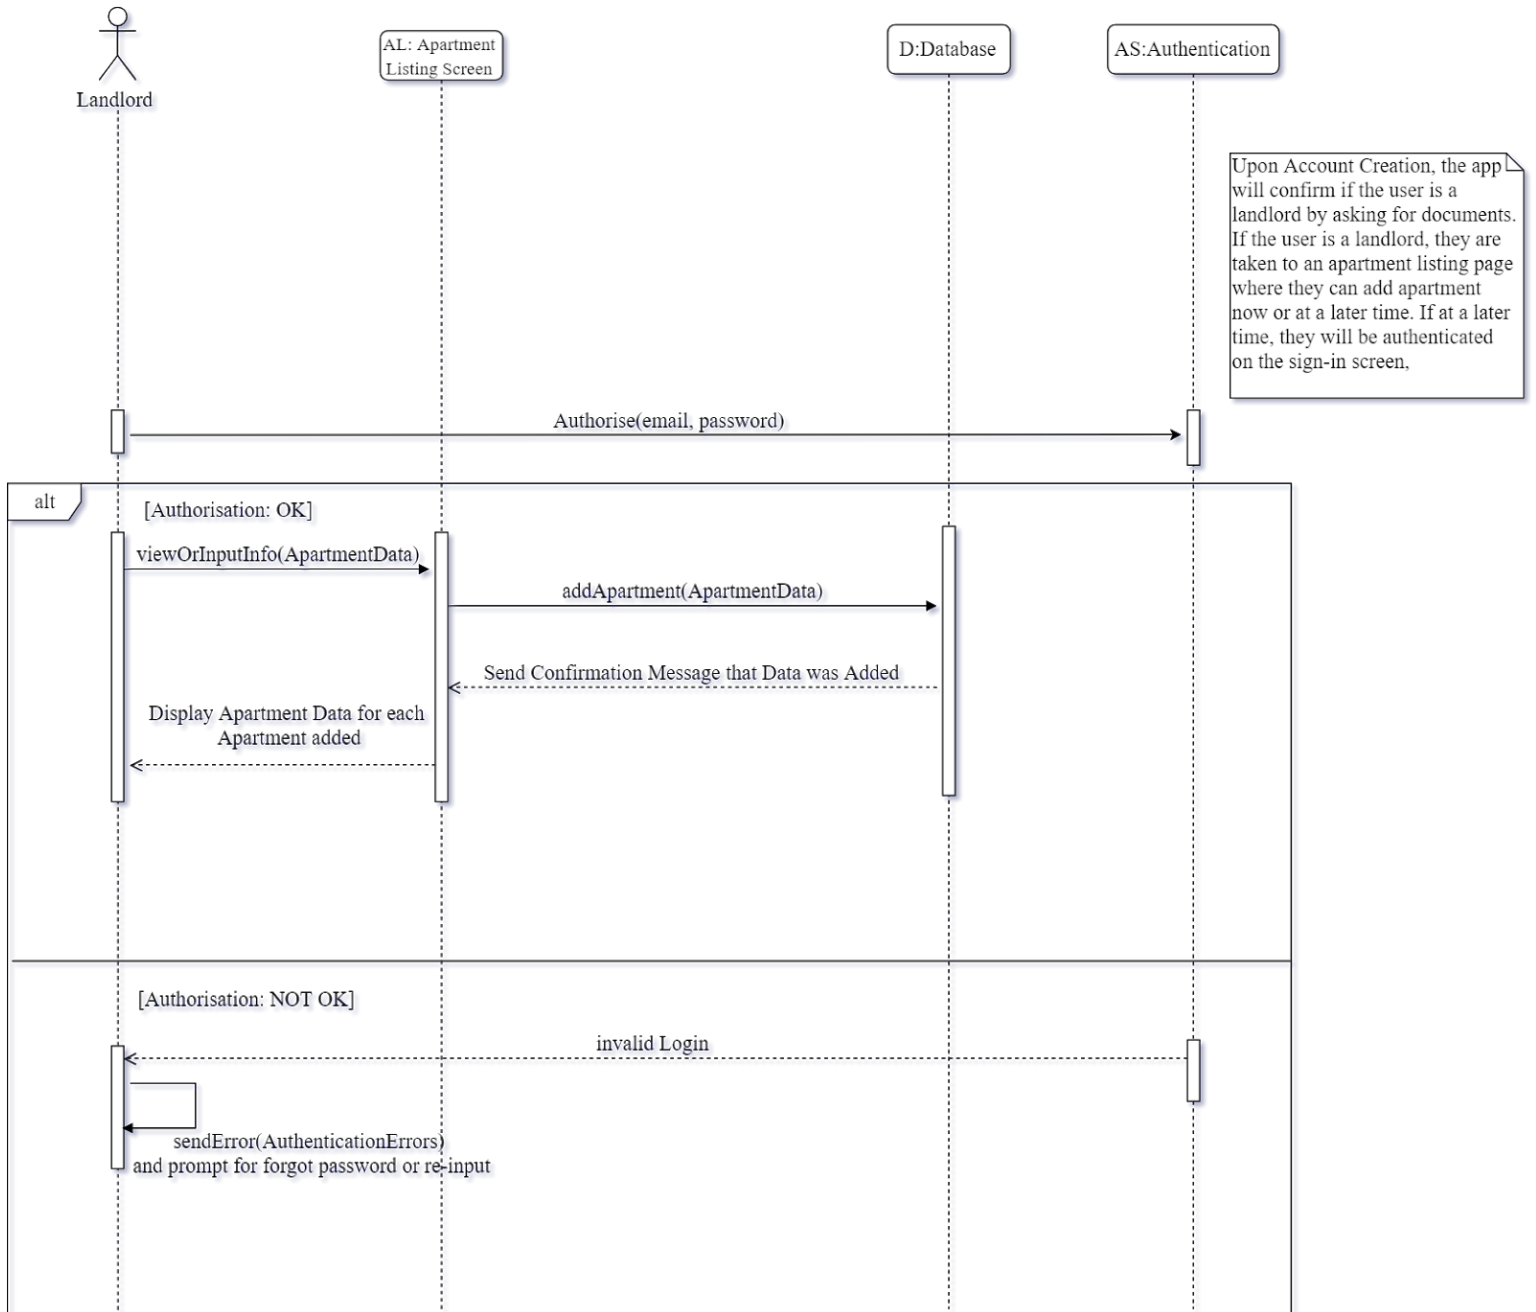 Landlord
AL: Apartment
Listing Screen
D:Database
AS:Authentication
Upon Account Creation, the app
will confirm if the user is a
landlord by asking for documents.
If the user is a landlord, they are
taken to an apartment listing page
where they can add apartment
now or at a later time. If at a later
time, they will be authenticated
on the sign-in screen,
Authorise(email, password)
alt
[Authorisation: OK]
viewOrInputInfo(ApartmentData)
addApartment(ApartmentData)
Send Confirmation Message that Data was Added
Display Apartment Data for each
Apartment added
[Authorisation: NOT OK]
invalid Login
sendError(AuthenticationErrors)
and prompt for forgot password or re-input